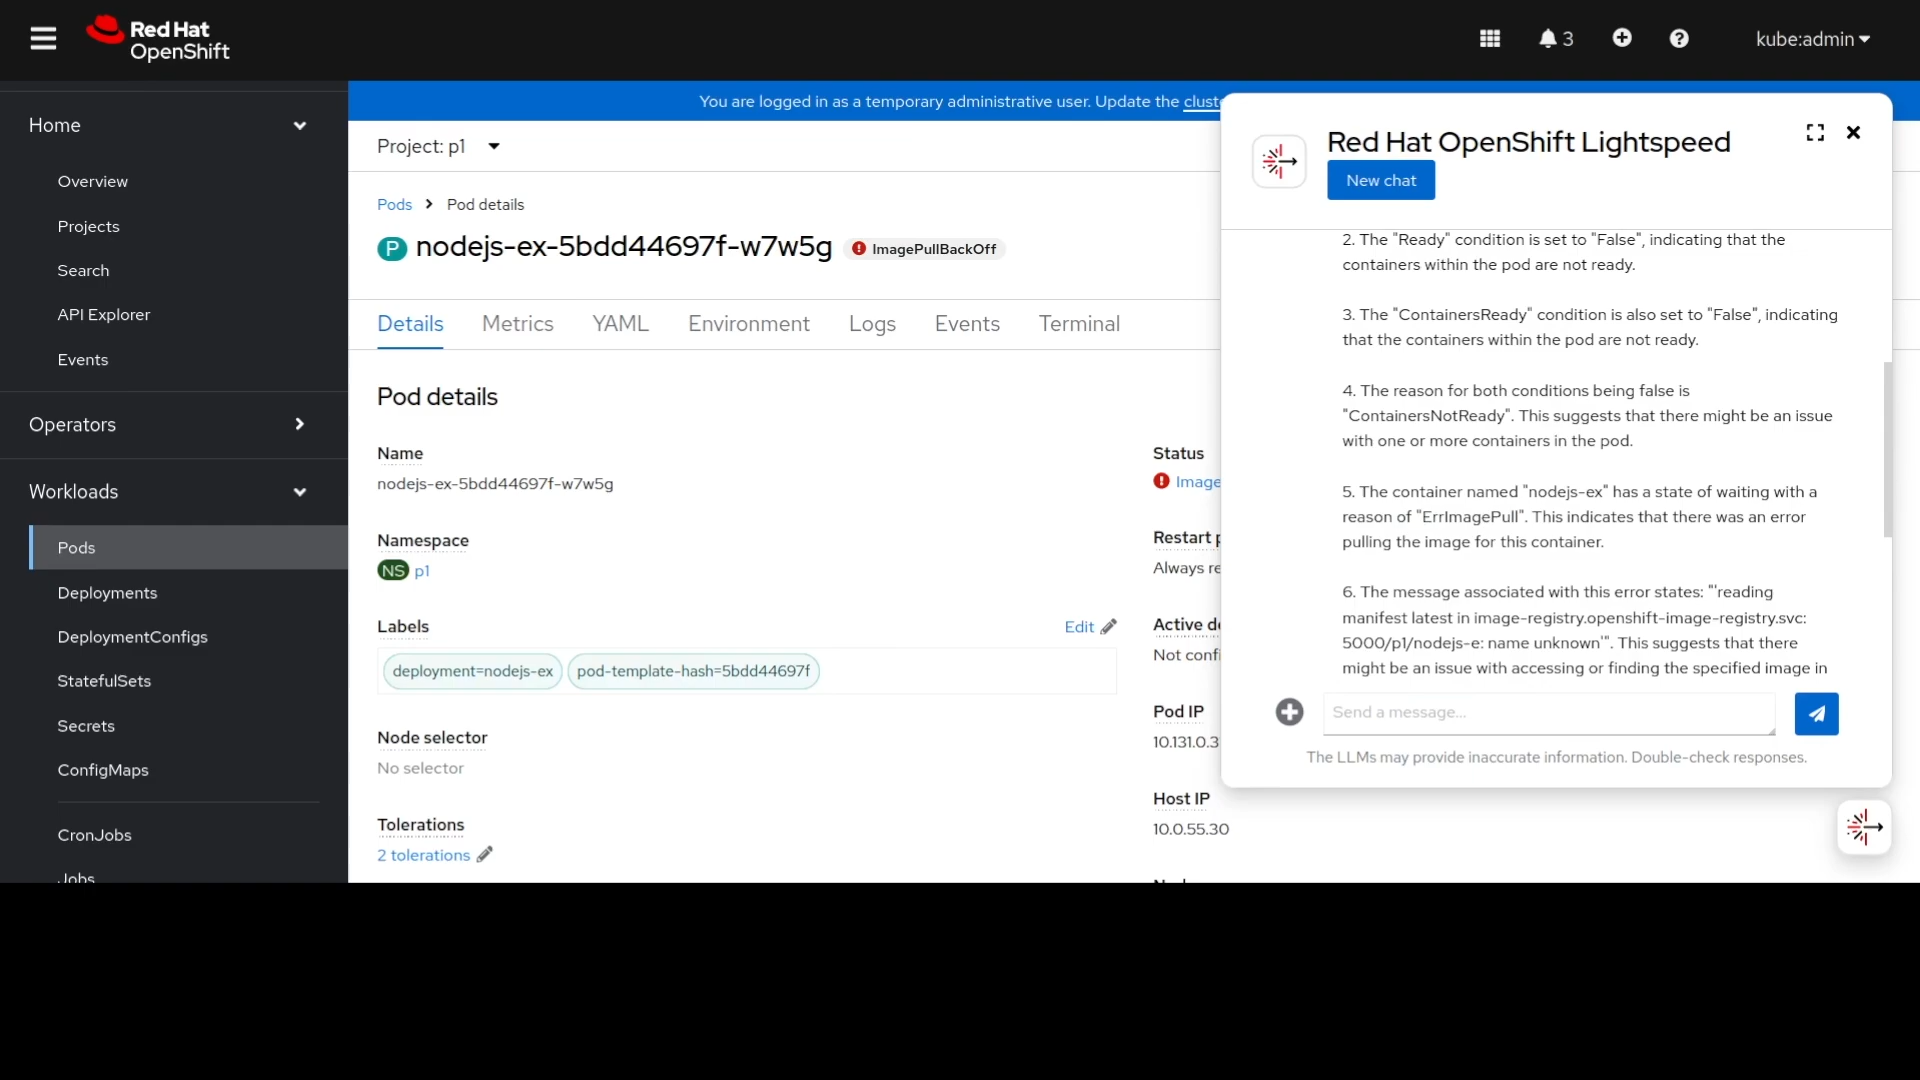 Red Hat
OpenShift
3
kube:admin
Home
Overview
Projects
Search
API Explorer
Events
Operators
Workloads
Pods
Deployments
DeploymentConfigs
StatefulSets
Secrets
ConfigMaps
CronJobs
Jobs
You are logged in as a temporary administrative user. Update the
Project: p1
Pods > Pod details
P nodejs-ex-5bdd44697f-w7w5g ImagePullBackOff
Details Metrics YAML Environment Logs Events Terminal
Pod details
Name
nodejs-ex-5bdd44697f-w7w5g
Namespace
NS p1
Labels
Edit
deployment=nodejs-ex pod-template-hash=5bdd44697f
Node selector
No selector
Tolerations
2 tolerations
Status
Image
Restart
Always
Active
Not
Pod IP
10.131.0.3
Host IP
10.0.55.30
Red Hat OpenShift Lightspeed
New chat
2. The "Ready" condition is set to "False", indicating that the
containers within the pod are not ready.
3. The "ContainersReady" condition is also set to "False", indicating
that the containers within the pod are not ready.
4. The reason for both conditions being false is
"ContainersNotReady". This suggests that there might be an issue
with one or more containers in the pod.
5. The container named "nodejs-ex" has a state of waiting with a
reason of "ErrImagePull". This indicates that there was an error
pulling the image for this container.
6. The message associated with this error states: "'reading
manifest latest in image-registry.openshift-image-registry.svc:
5000/p1/nodejs-e: name unknown'". This suggests that there
might be an issue with accessing or finding the specified image in
Send a message...
The LLMs may provide inaccurate information. Double-check responses.